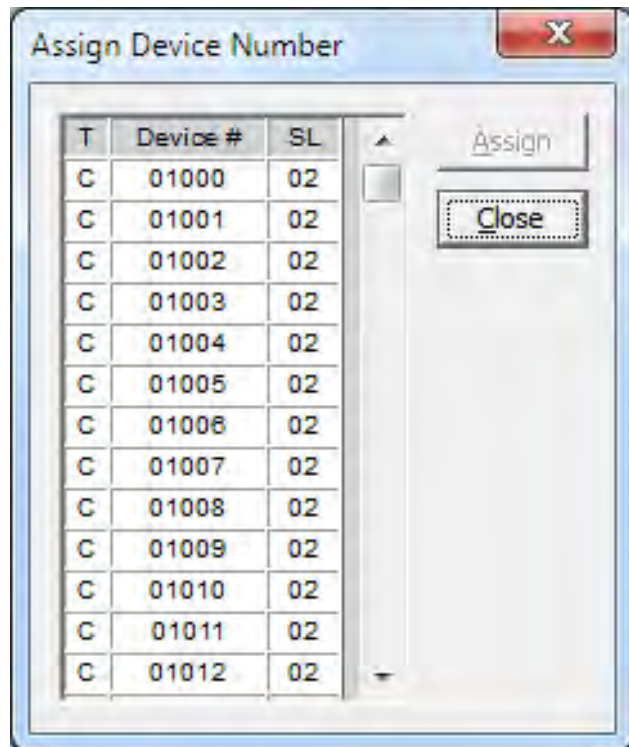 Assign Device Number
T Device # SL
Assign
C 01000 02
C 01001 02
Close
C 01002 02
C 01003 02
C 01004 02
C 01005 02
C 01006 02
C 01007 02
C 01008 02
C 01009 02
C 01010 02
C 01011 02
C 01012 02